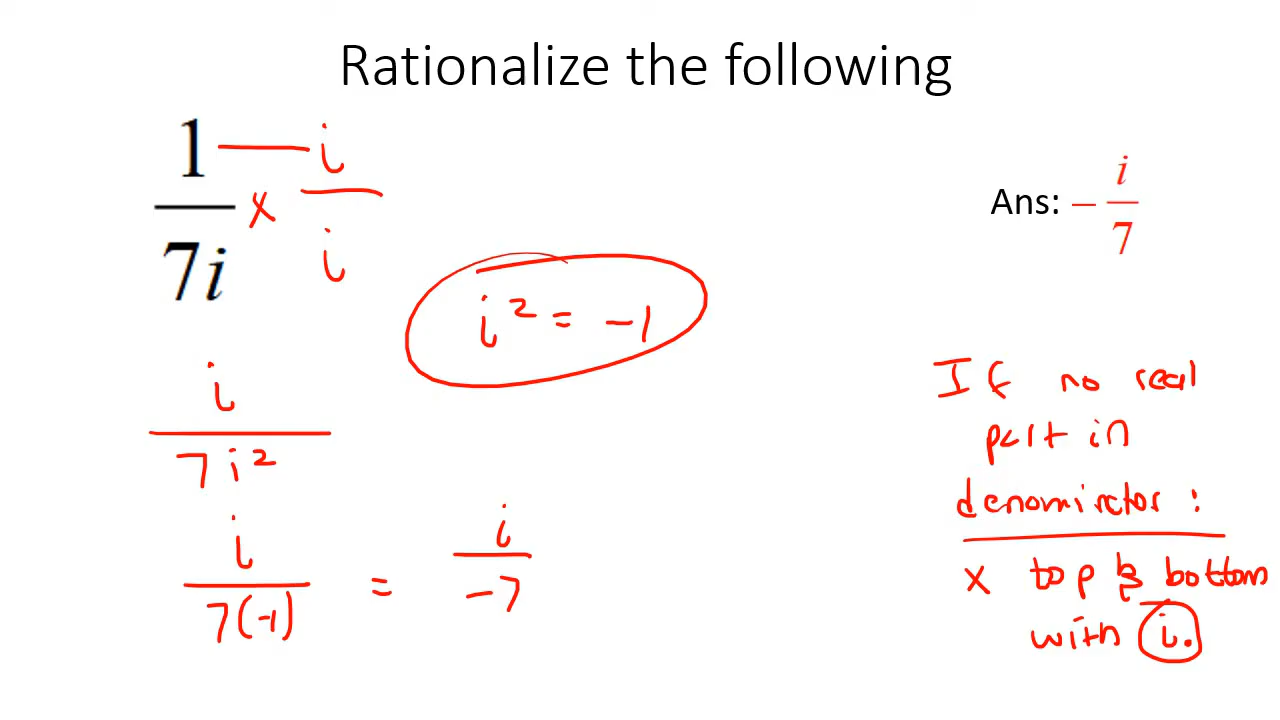 Rationalize the following
1/7i × i/i
Ans: − i/7
i² = −1
i/7i²
i/7(−1) = i/−7
If no real
part in
denominator :
× top & bottom
with i.